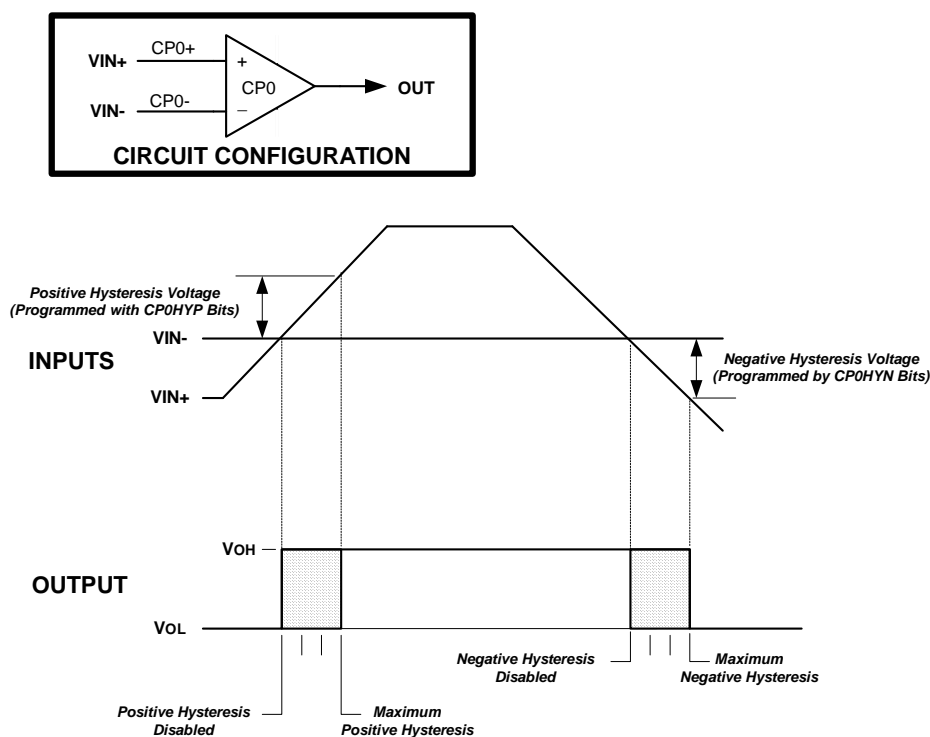 VIN+
CP0+
+
CP0
OUT
VIN-
CP0-
−
CIRCUIT CONFIGURATION
Positive Hysteresis Voltage
(Programmed with CP0HYP Bits)
VIN-
INPUTS
Negative Hysteresis Voltage
(Programmed by CP0HYN Bits)
VIN+
VOH
OUTPUT
VOL
Negative Hysteresis
Disabled
Maximum
Negative Hysteresis
Positive Hysteresis
Disabled
Maximum
Positive Hysteresis